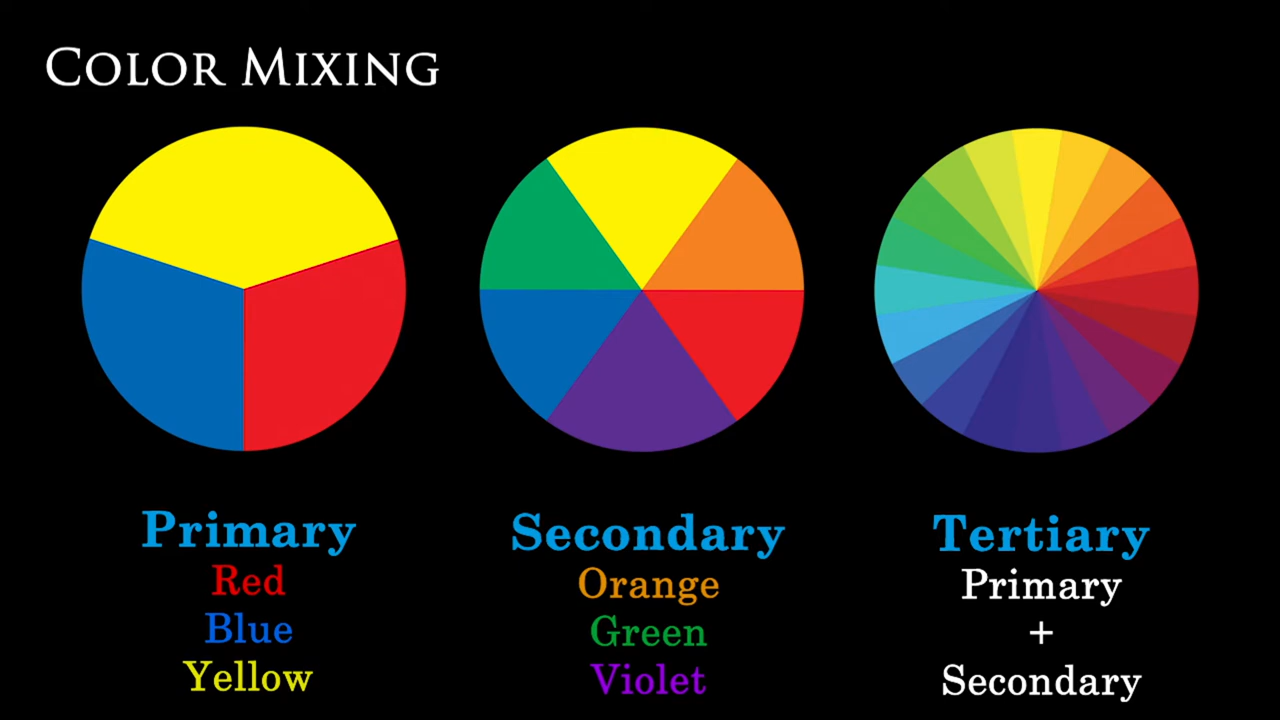 COLOR MIXING
Primary
Red
Blue
Yellow
Secondary
Orange
Green
Violet
Tertiary
Primary
+
Secondary